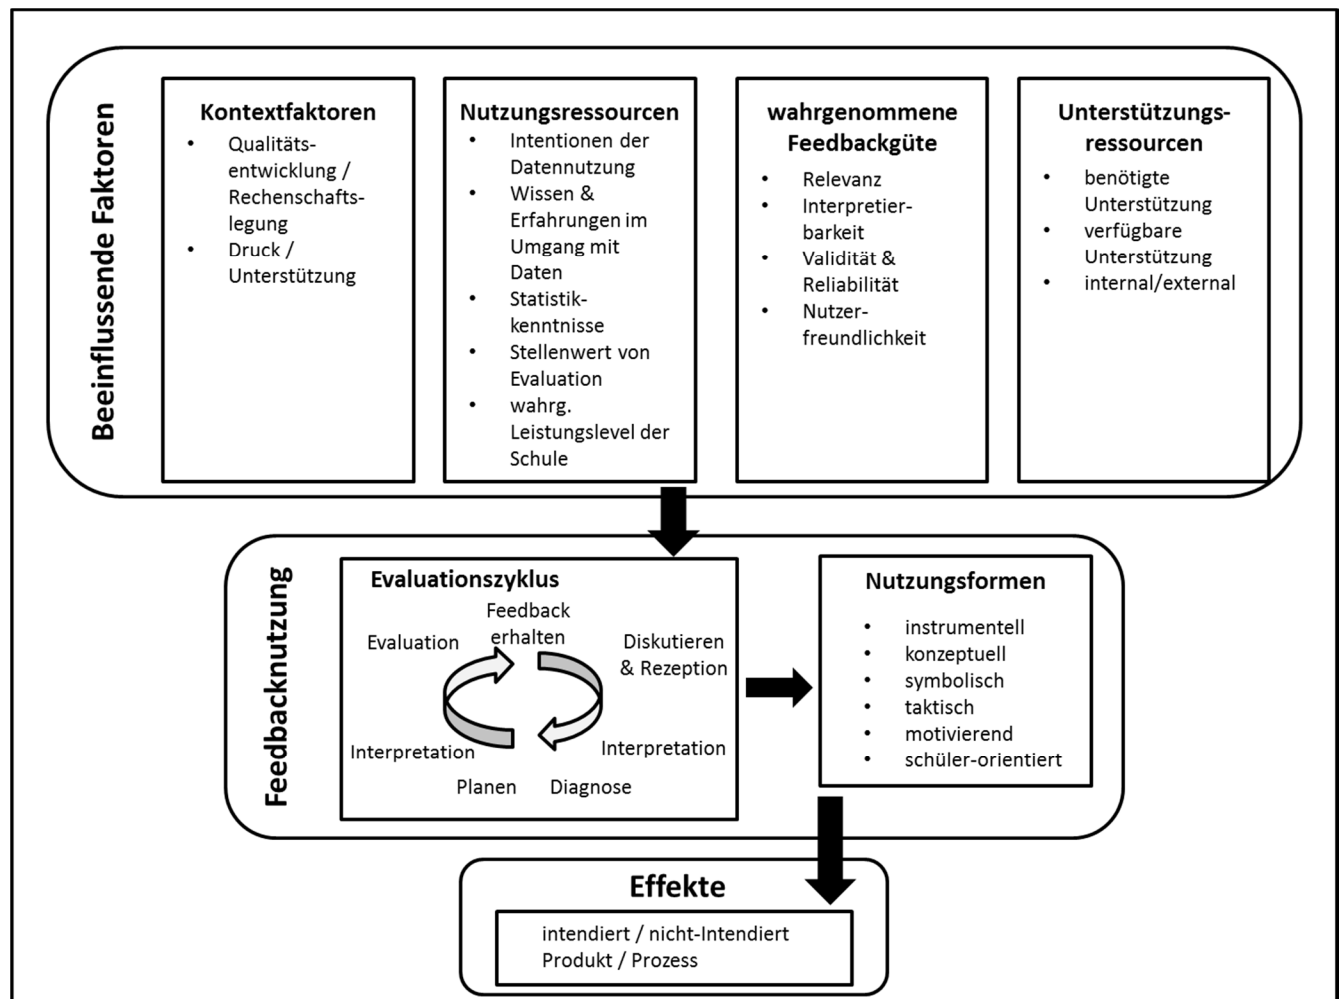 Beeinflussende Faktoren
Kontextfaktoren
• Qualitäts-
entwicklung /
Rechenschafts-
legung
• Druck /
Unterstützung
Nutzungsressourcen
• Intentionen der
Datennutzung
• Wissen &
Erfahrungen im
Umgang mit
Daten
• Statistik-
kenntnisse
• Stellenwert von
Evaluation
• wahrg.
Leistungslevel der
Schule
wahrgenommene
Feedbackgüte
• Relevanz
• Interpretier-
barkeit
• Validität &
Reliabilität
• Nutzer-
freundlichkeit
Unterstützungs-
ressourcen
• benötigte
Unterstützung
• verfügbare
Unterstützung
• internal/external
Feedbacknutzung
Evaluationszyklus
Feedback
erhalten
Diskutieren
& Rezeption
Interpretation
Diagnose
Planen
Interpretation
Evaluation
Nutzungsformen
• instrumentell
• konzeptuell
• symbolisch
• taktisch
• motivierend
• schüler-orientiert
Effekte
intendiert / nicht-Intendiert
Produkt / Prozess